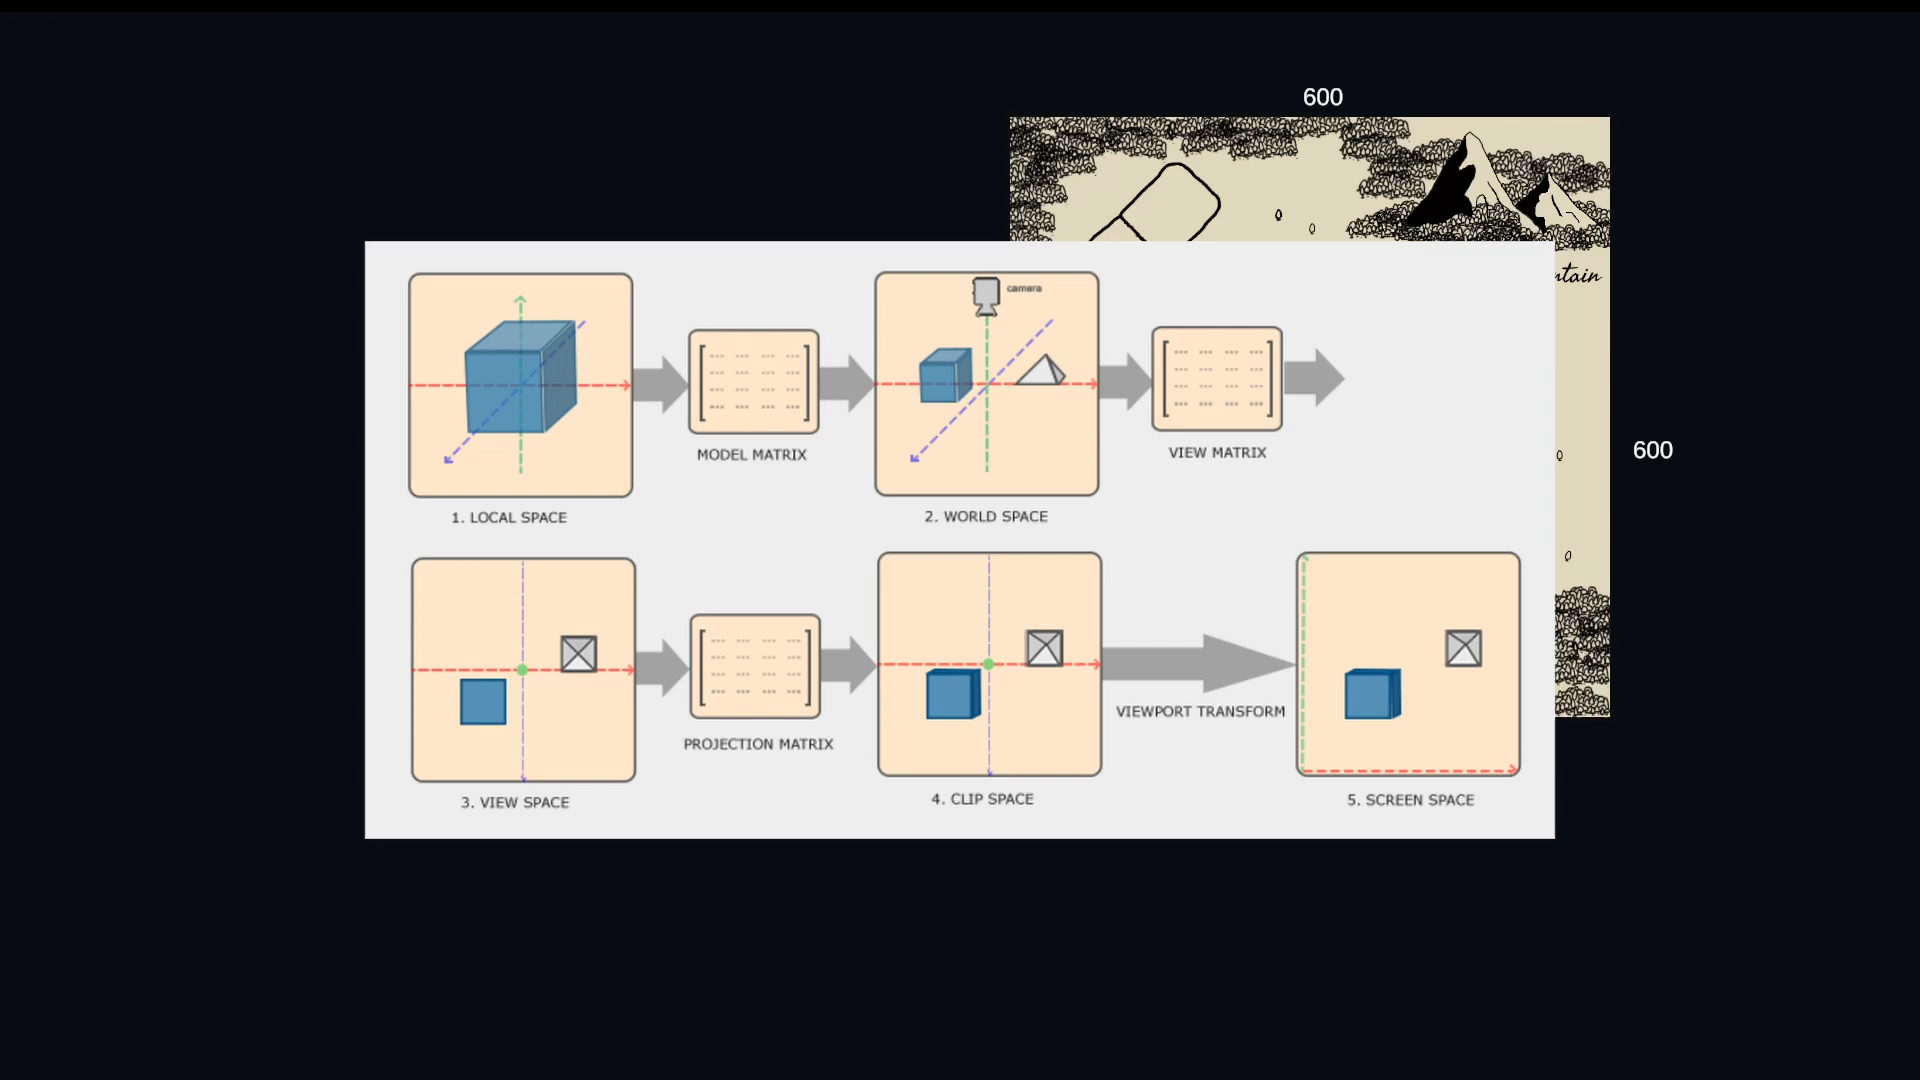 600
ntain
camera
MODEL MATRIX
VIEW MATRIX
600
1. LOCAL SPACE
2. WORLD SPACE
VIEWPORT TRANSFORM
PROJECTION MATRIX
3. VIEW SPACE
4. CLIP SPACE
5. SCREEN SPACE